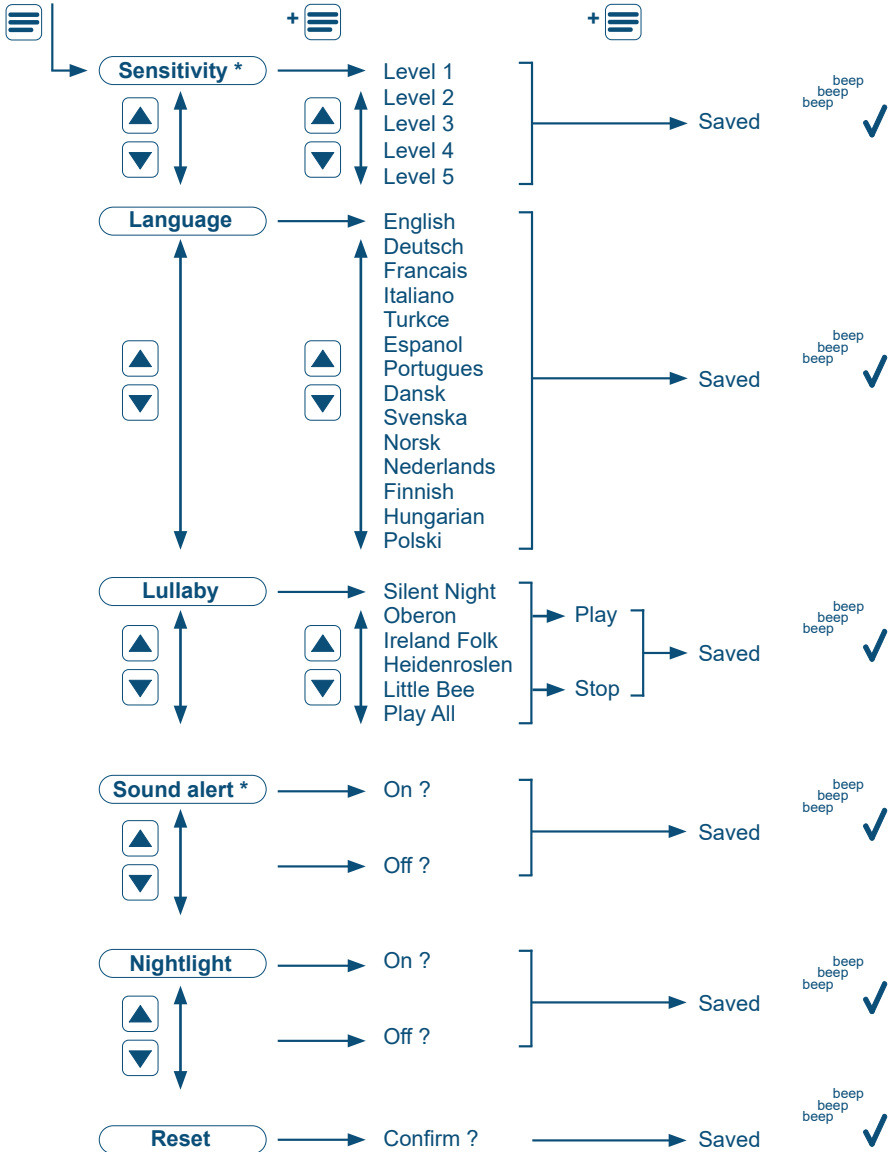 + +
Sensitivity * Level 1
Level 2
Level 3
Level 4
Level 5
Saved
beep
beep
beep
Language English
Deutsch
Francais
Italiano
Turkce
Espanol
Portugues
Dansk
Svenska
Norsk
Nederlands
Finnish
Hungarian
Polski
Saved
beep
beep
beep
Lullaby Silent Night
Oberon
Ireland Folk
Heidenroslen
Little Bee
Play All
Play
Stop
Saved
beep
beep
beep
Sound alert * On ?
Off ?
Saved
beep
beep
beep
Nightlight On ?
Off ?
Saved
beep
beep
beep
Reset Confirm ? Saved
beep
beep
beep